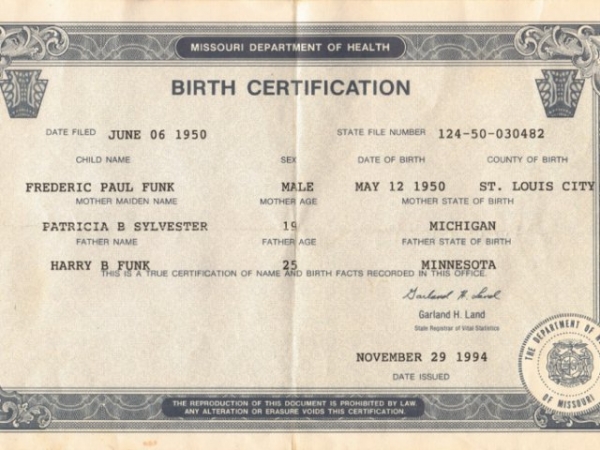 MISSOURI DEPARTMENT OF HEALTH
BIRTH CERTIFICATION
DATE FILED JUNE 06 1950 STATE FILE NUMBER 124-50-030482
CHILD NAME SEX DATE OF BIRTH COUNTY OF BIRTH
FREDERIC PAUL FUNK MALE MAY 12 1950 ST. LOUIS CITY
MOTHER MAIDEN NAME MOTHER AGE MOTHER STATE OF BIRTH
PATRICIA B SYLVESTER 19 MICHIGAN
FATHER NAME FATHER AGE FATHER STATE OF BIRTH
HARRY B FUNK 25 MINNESOTA
THIS IS A TRUE CERTIFICATION OF NAME AND BIRTH FACTS RECORDED IN THIS OFFICE.
Garland H. Land
Garland H. Land
State Registrar of Vital Statistics
NOVEMBER 29 1994
DATE ISSUED
THE DEPARTMENT OF
OF MISSOURI
THE REPRODUCTION OF THIS DOCUMENT IS PROHIBITED BY LAW.
ANY ALTERATION OR ERASURE VOIDS THIS CERTIFICATION.